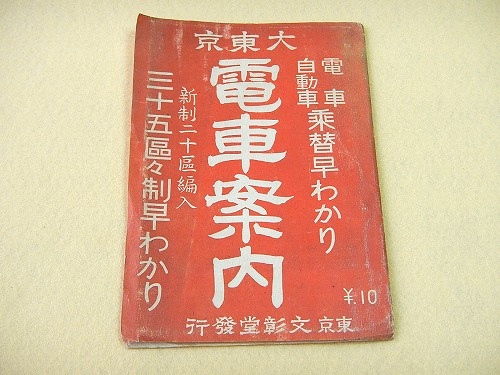 大東京
電車
自動車
乗替早わかり
電車案内
新制二十區編入
三十五區々制早わかり
¥.10
東京文彰堂發行